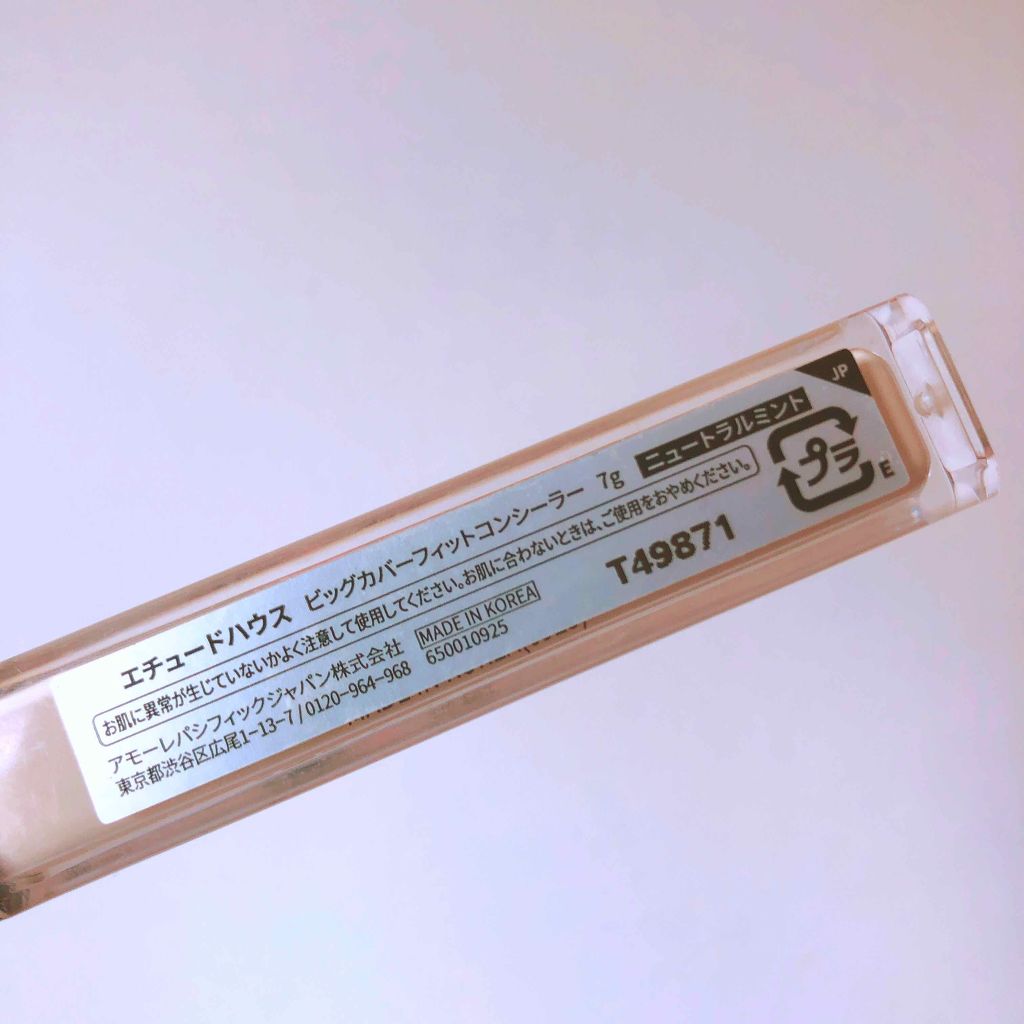 JP
エチュードハウス ビッグカバーフィットコンシーラー 7g ニュートラルミント
お肌に異常が生じていないかよく注意して使用してください。お肌に合わないときは、ご使用をおやめください。
アモーレパシフィックジャパン株式会社 MADE IN KOREA
東京都渋谷区広尾1-13-7/0120-964-968 650010925
T49871
プラ
E